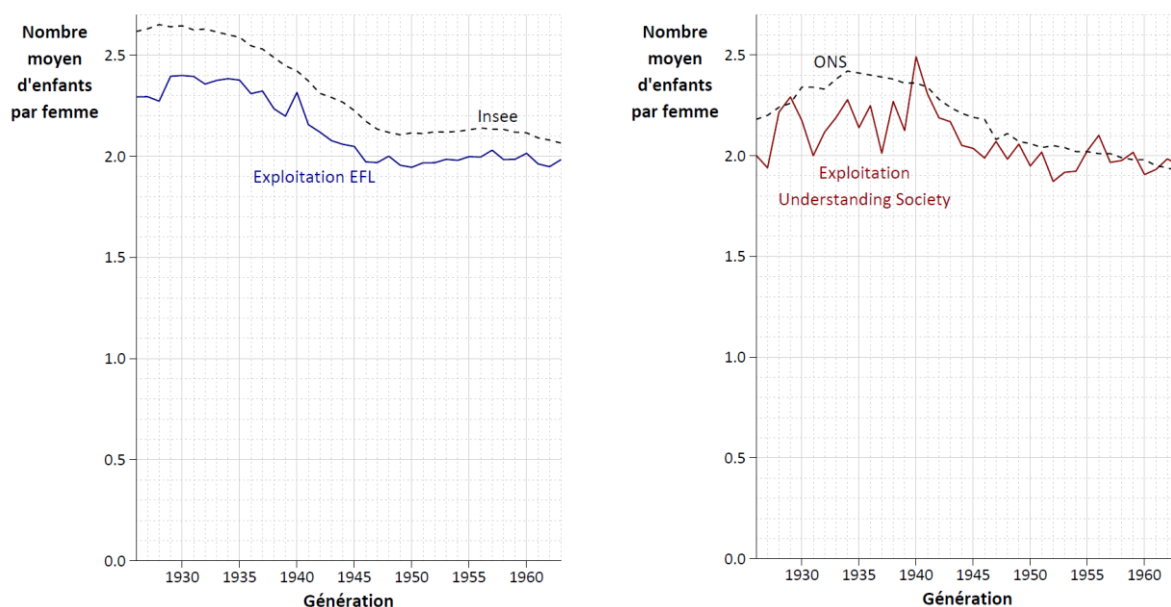 Nombre
moyen
d'enfants
par femme
2.5
2.0
1.5
1.0
0.5
0.0
Insee
Exploitation EFL
1930 1935 1940 1945 1950 1955 1960
Génération
Nombre
moyen
d'enfants
par femme
2.5
2.0
1.5
1.0
0.5
0.0
ONS
Exploitation
Understanding Society
1930 1935 1940 1945 1950 1955 1960
Génération